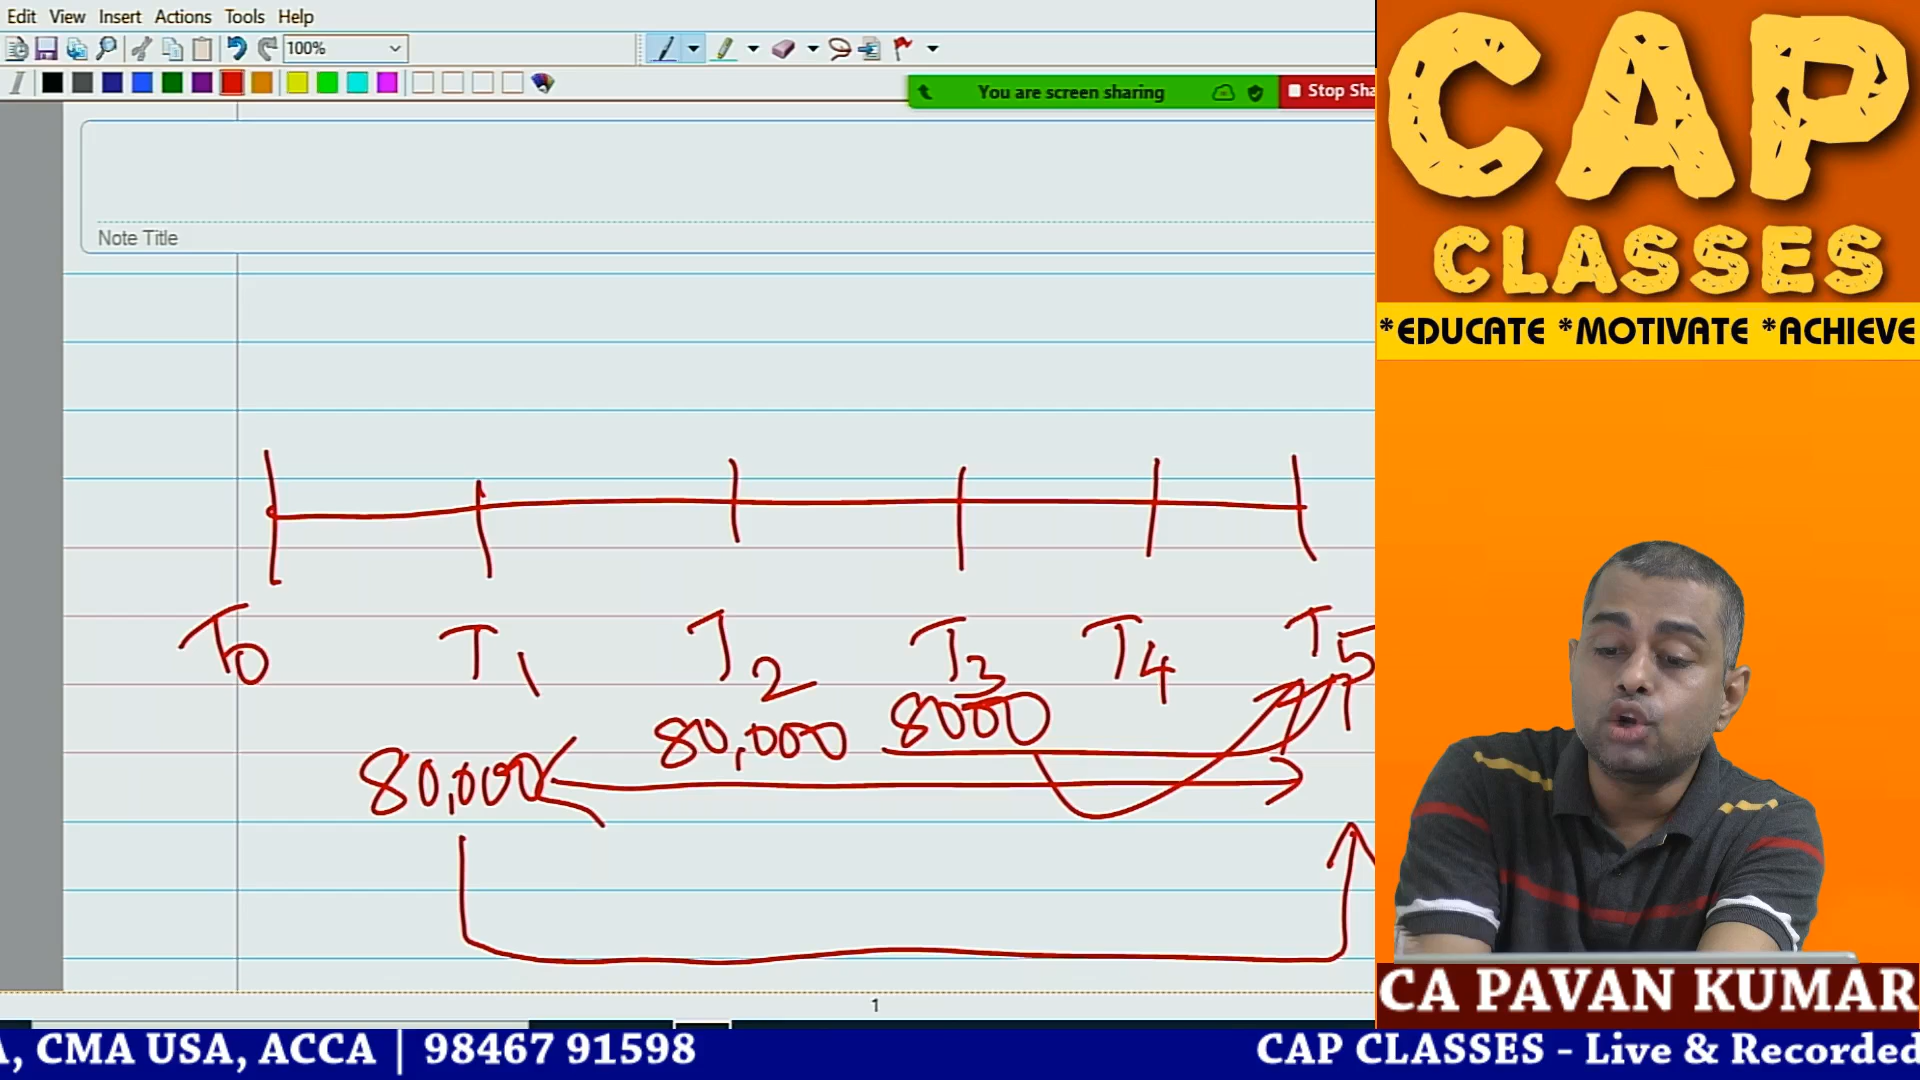 Edit View Insert Actions Tools Help
100%
You are screen sharing
Stop Sha
Note Title
T0 T1 T2 T3 T4 T5
80,000 80,000 8000
1
CAP
CLASSES
*EDUCATE *MOTIVATE *ACHIEVE
CA PAVAN KUMAR
A, CMA USA, ACCA | 98467 91598
CAP CLASSES - Live & Recorded